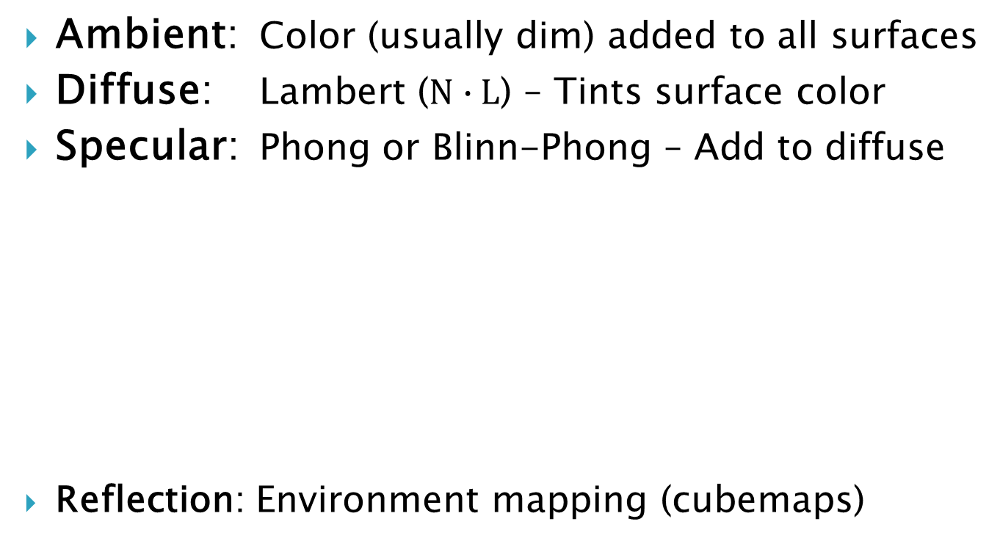 Ambient: Color (usually dim) added to all surfaces
Diffuse: Lambert (N · L) – Tints surface color
Specular: Phong or Blinn-Phong – Add to diffuse
Reflection: Environment mapping (cubemaps)